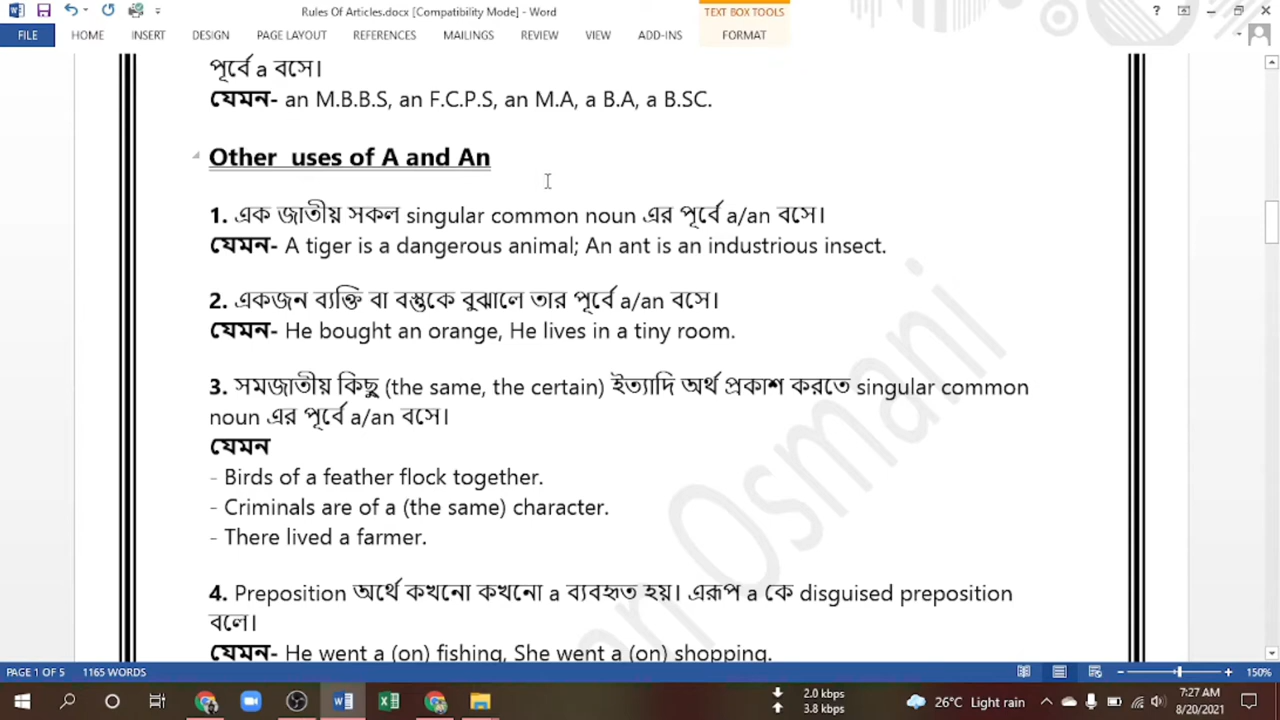 Rules Of Articles.docx [Compatibility Mode] - Word
TEXT BOX TOOLS
?
FILE HOME INSERT DESIGN PAGE LAYOUT REFERENCES MAILINGS REVIEW VIEW ADD-INS FORMAT
পূর্বে a বসে।
যেমন- an M.B.B.S, an F.C.P.S, an M.A, a B.A, a B.SC.
Other uses of A and An
1. এক জাতীয় সকল singular common noun এর পূর্বে a/an বসে।
যেমন- A tiger is a dangerous animal; An ant is an industrious insect.
2. একজন ব্যক্তি বা বস্তুকে বুঝালে তার পূর্বে a/an বসে।
যেমন- He bought an orange, He lives in a tiny room.
3. সমজাতীয় কিছু (the same, the certain) ইত্যাদি অর্থ প্রকাশ করতে singular common
noun এর পূর্বে a/an বসে।
যেমন
- Birds of a feather flock together.
- Criminals are of a (the same) character.
- There lived a farmer.
4. Preposition অর্থে কখনো কখনো a ব্যবহৃত হয়। এরূপ a কে disguised preposition
বলে।
যেমন- He went a (on) fishing, She went a (on) shopping.
an Osmani
PAGE 1 OF 5 1165 WORDS
150%
2.0 kbps
3.8 kbps
26°C Light rain
7:27 AM
8/20/2021